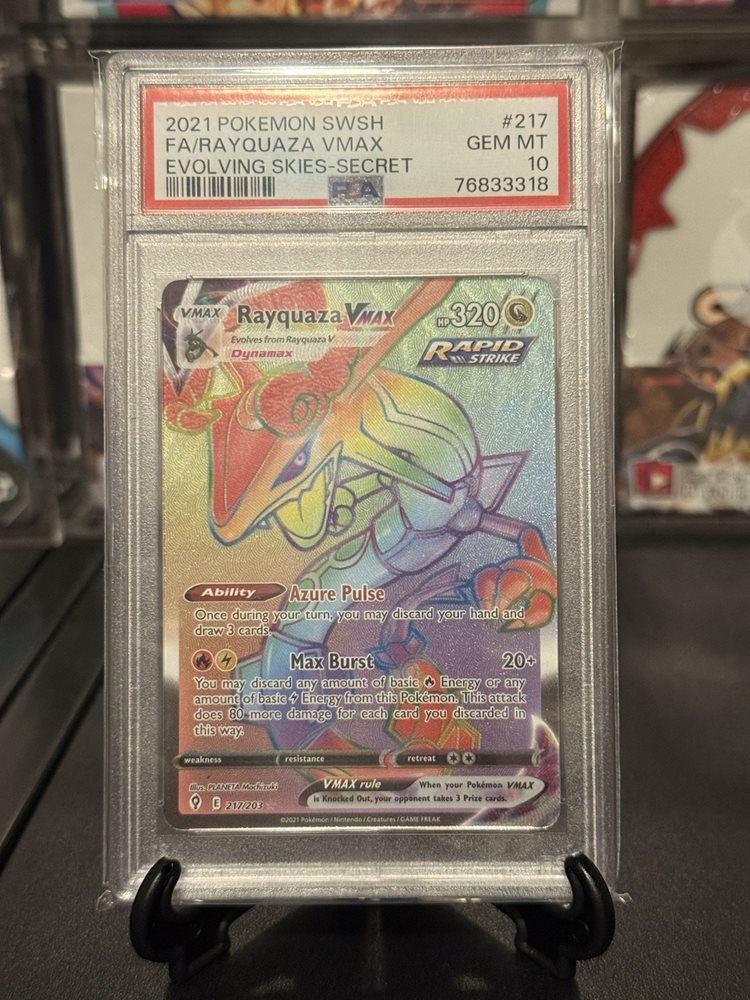 2021 POKEMON SWSH #217
FA/RAYQUAZA VMAX GEM MT
EVOLVING SKIES-SECRET 10
PSA 76833318
VMAX Rayquaza VMAX HP 320
Evolves from Rayquaza V
Dynamax
RAPID
STRIKE
Ability Azure Pulse
Once during your turn, you may discard your hand and
draw 3 cards.
Max Burst 20+
You may discard any amount of basic Energy or any
amount of basic Energy from this Pokémon. This attack
does 80 more damage for each card you discarded in
this way.
weakness resistance retreat
Illus. PLANETA Mochizuki
E 217/203
VMAX rule When your Pokémon VMAX
is Knocked Out, your opponent takes 3 Prize cards.
©2021 Pokémon / Nintendo / Creatures / GAME FREAK